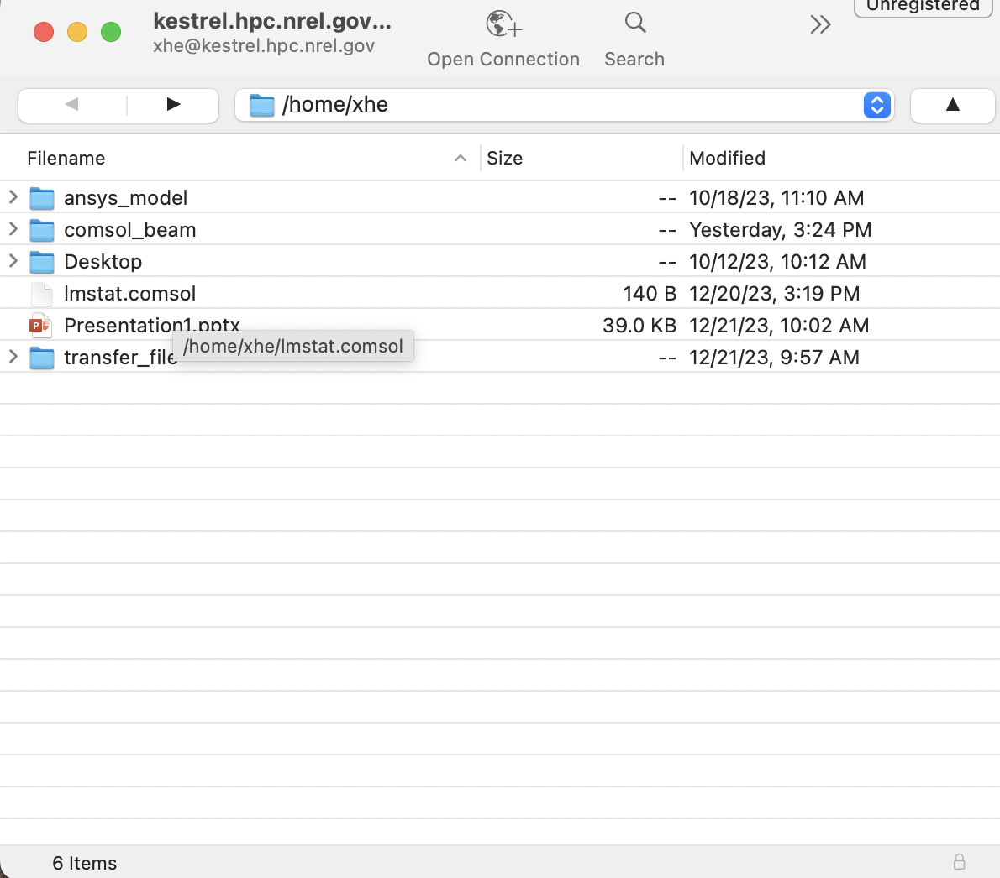 Unregistered
kestrel.hpc.nrel.gov...
xhe@kestrel.hpc.nrel.gov
Open Connection
Search
/home/xhe
Filename Size Modified
ansys_model -- 10/18/23, 11:10 AM
comsol_beam -- Yesterday, 3:24 PM
Desktop -- 10/12/23, 10:12 AM
lmstat.comsol 140 B 12/20/23, 3:19 PM
Presentation1.pptx 39.0 KB 12/21/23, 10:02 AM
/home/xhe/lmstat.comsol
transfer_file -- 12/21/23, 9:57 AM
6 Items